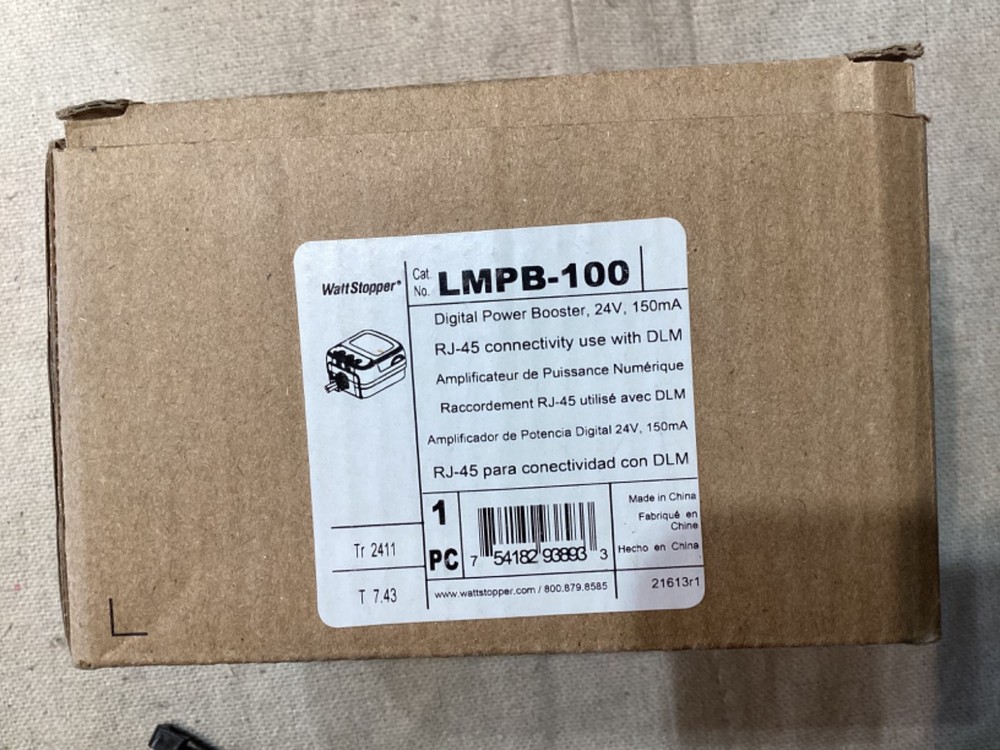 WattStopper®
Cat.
No. LMPB-100
Digital Power Booster, 24V, 150mA
RJ-45 connectivity use with DLM
Amplificateur de Puissance Numérique
Raccordement RJ-45 utilisé avec DLM
Amplificador de Potencia Digital 24V, 150mA
RJ-45 para conectividad con DLM
Tr 2411
T 7.43
1
PC
7 54182 93893 3
Made in China
Fabriqué en
Chine
Hecho en China
www.wattstopper.com / 800.879.8585
21613r1